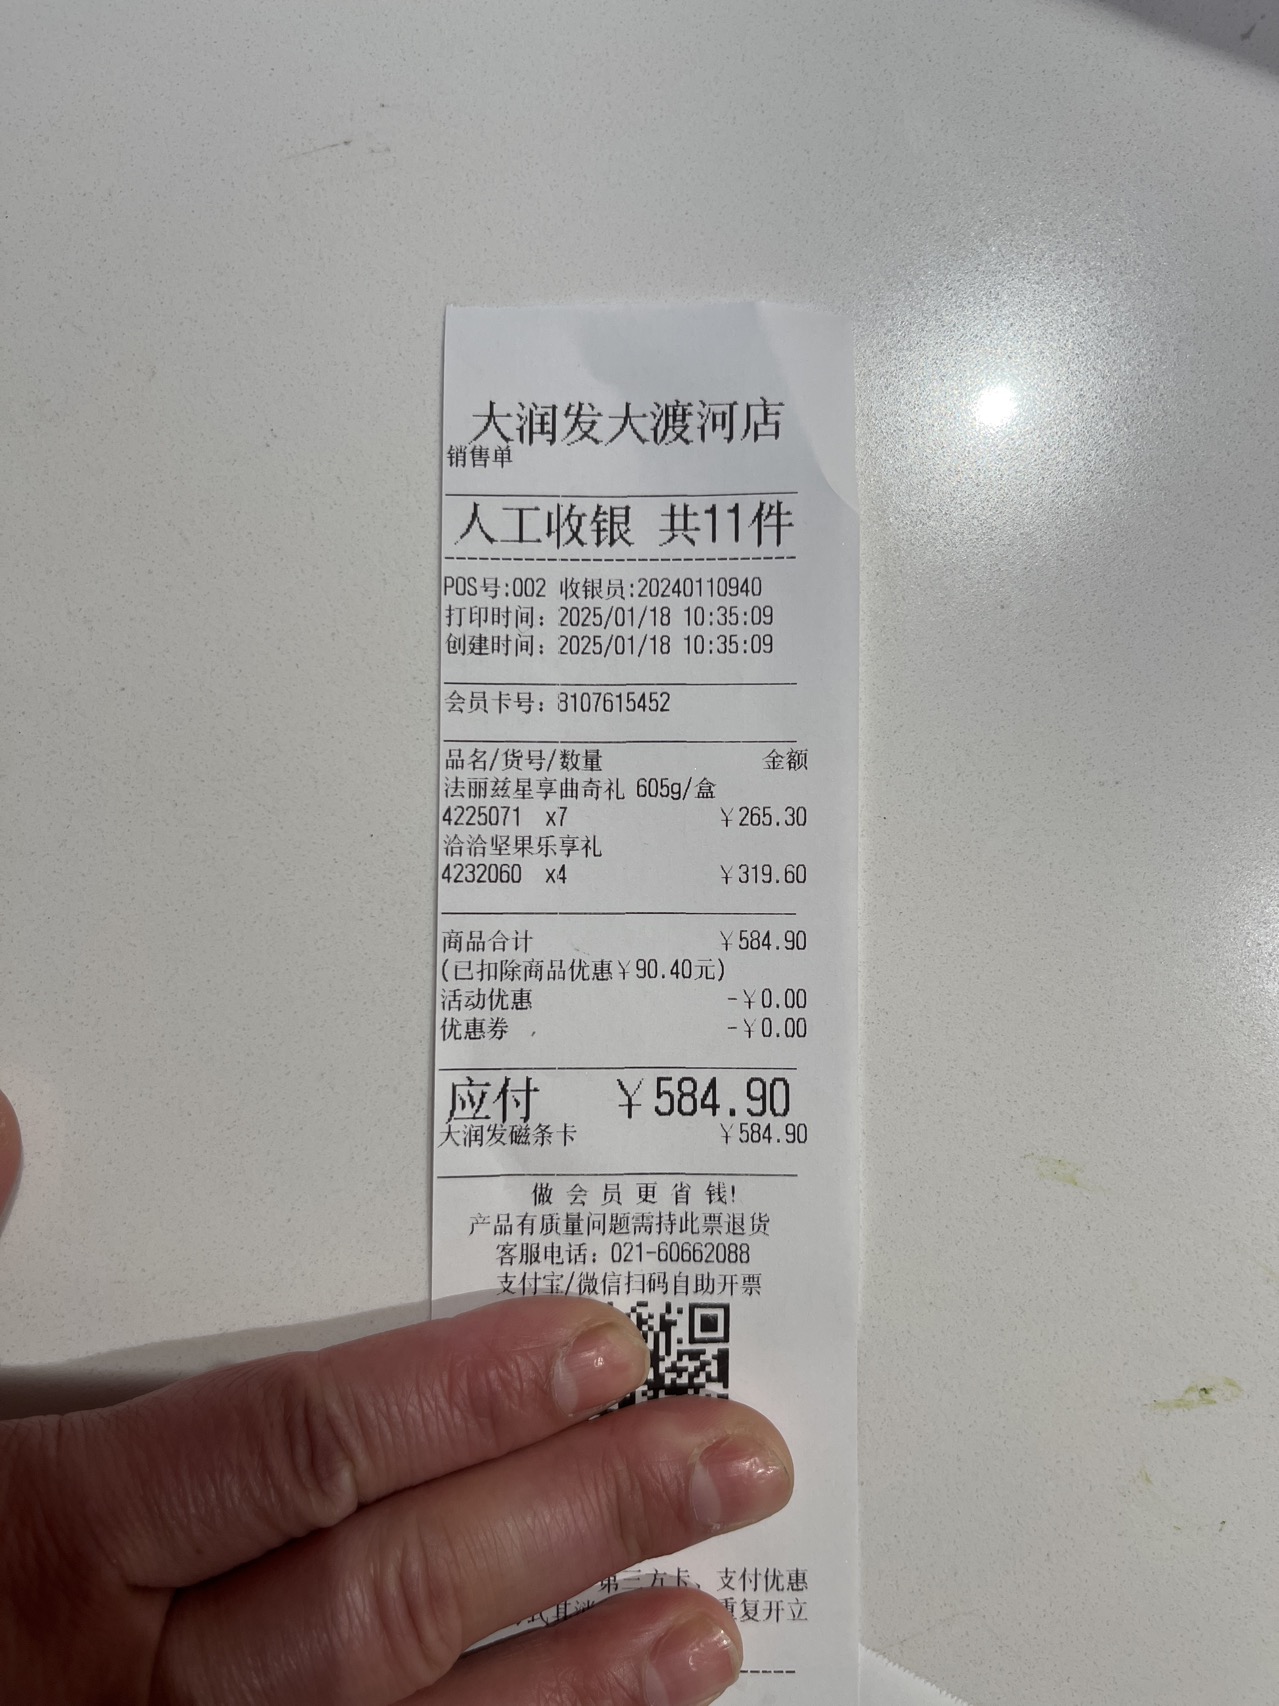 大润发大渡河店
销售单
人工收银 共11件
POS号:002 收银员:20240110940
打印时间: 2025/01/18 10:35:09
创建时间: 2025/01/18 10:35:09
会员卡号: 8107615452
品名/货号/数量 金额
法丽兹星享曲奇礼 605g/盒
4225071 x7 ¥265.30
洽洽坚果乐享礼
4232060 x4 ¥319.60
商品合计 ¥584.90
(已扣除商品优惠¥90.40元)
活动优惠 -¥0.00
优惠券 -¥0.00
应付 ¥584.90
大润发磁条卡 ¥584.90
做会员更省钱!
产品有质量问题需持此票退货
客服电话: 021-60662088
支付宝/微信扫码自助开票
第三方卡、支付优惠
重复开立